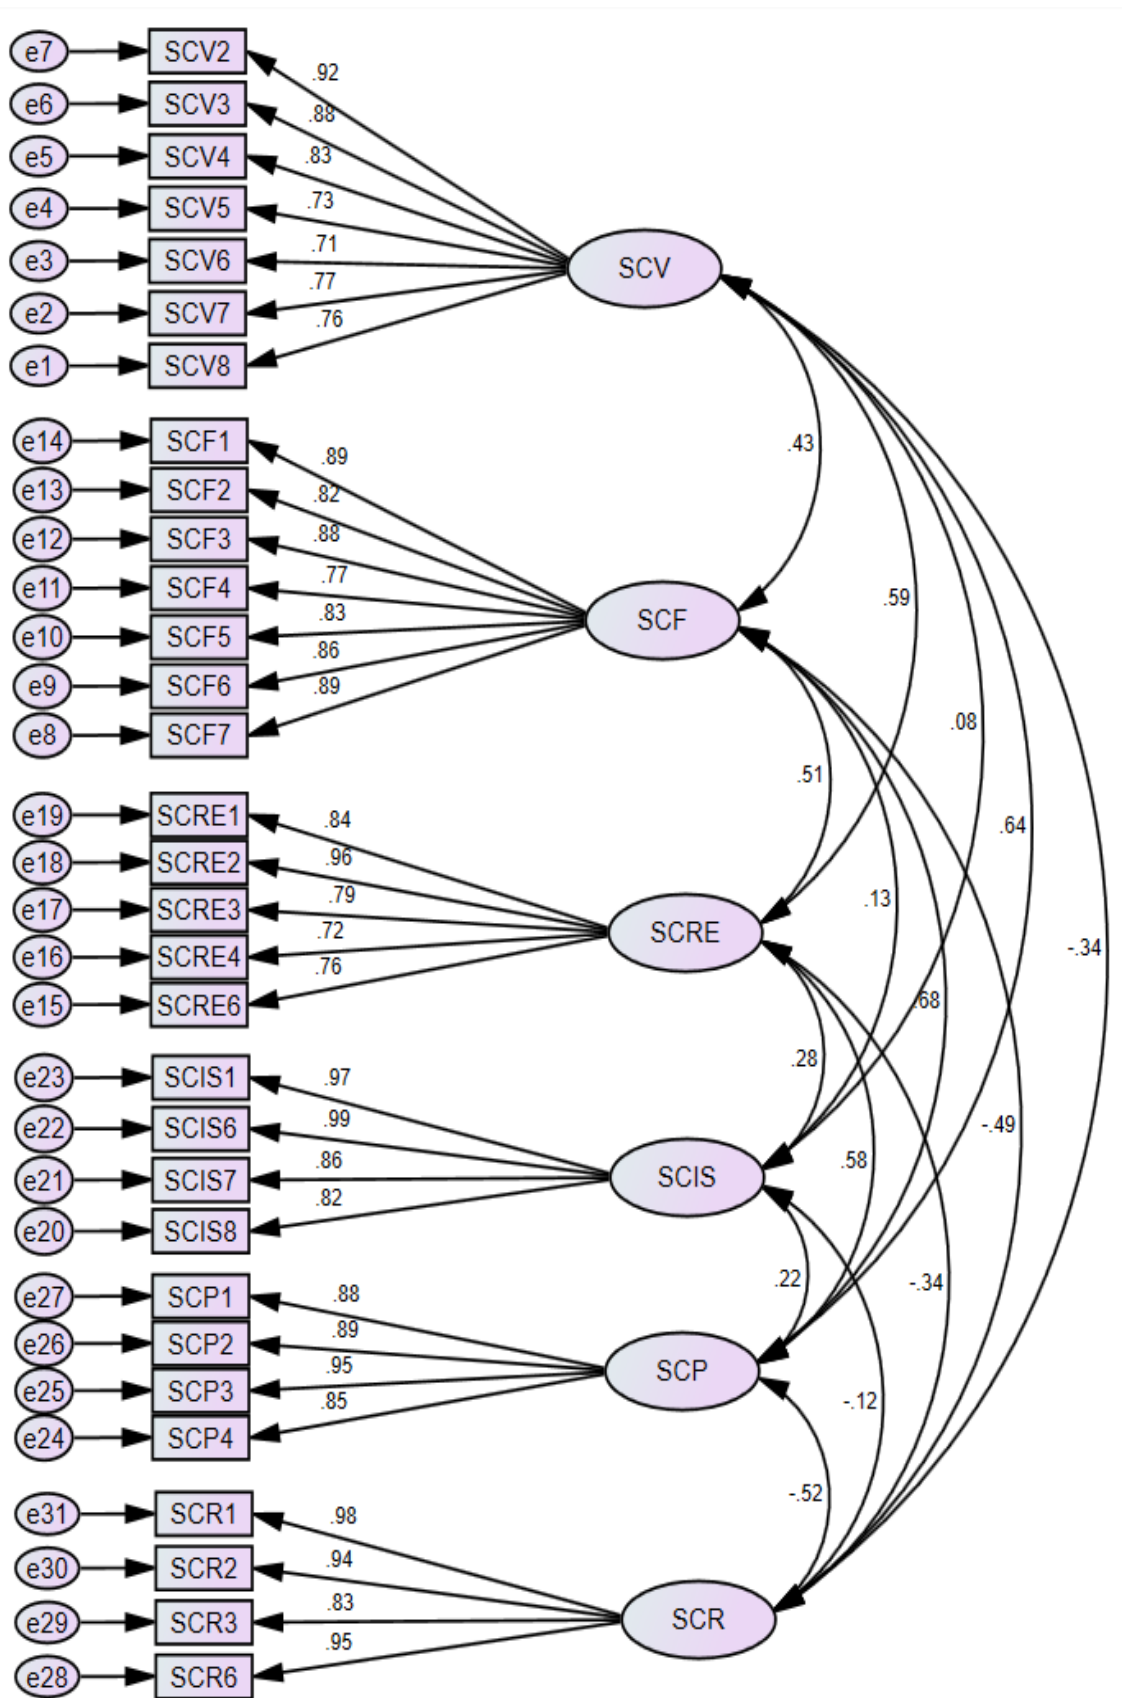 e7 SCV2 .92
e6 SCV3 .88
e5 SCV4 .83
e4 SCV5 .73
e3 SCV6 .71
e2 SCV7 .77
e1 SCV8 .76
SCV
e14 SCF1 .89
e13 SCF2 .82
e12 SCF3 .88
e11 SCF4 .77
e10 SCF5 .83
e9 SCF6 .86
e8 SCF7 .89
SCF
e19 SCRE1 .84
e18 SCRE2 .96
e17 SCRE3 .79
e16 SCRE4 .72
e15 SCRE6 .76
SCRE
e23 SCIS1 .97
e22 SCIS6 .99
e21 SCIS7 .86
e20 SCIS8 .82
SCIS
e27 SCP1 .88
e26 SCP2 .89
e25 SCP3 .95
e24 SCP4 .85
SCP
e31 SCR1 .98
e30 SCR2 .94
e29 SCR3 .83
e28 SCR6 .95
SCR
.43
.59
.08
.51
.64
.13
-.34
.68
.28
-.49
.58
.22
-.34
-.12
-.52